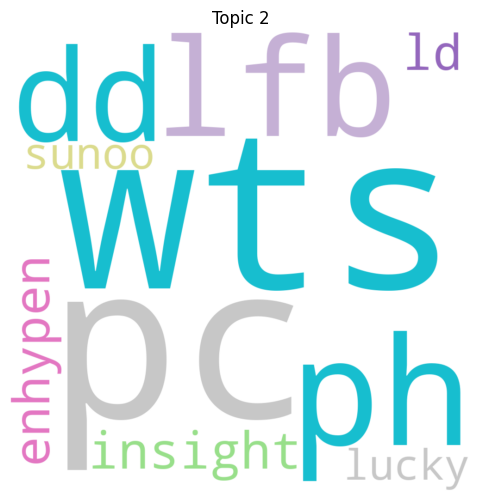 Topic 2
dd lfb ld
sunoo
wts
enhypen
pc
ph
insight
lucky